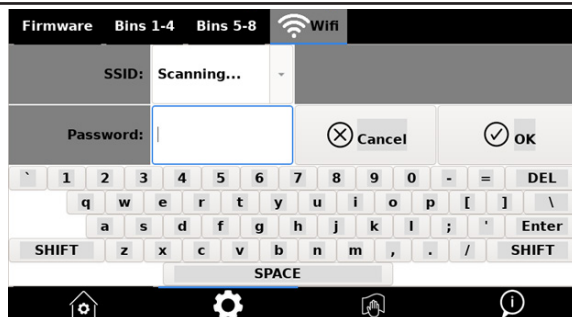 Firmware Bins 1-4 Bins 5-8 Wifi
SSID: Scanning...
Password: Cancel OK
` 1 2 3 4 5 6 7 8 9 0 - = DEL
q w e r t y u i o p [ ] \
a s d f g h j k l ; ' Enter
SHIFT z x c v b n m , . / SHIFT
SPACE